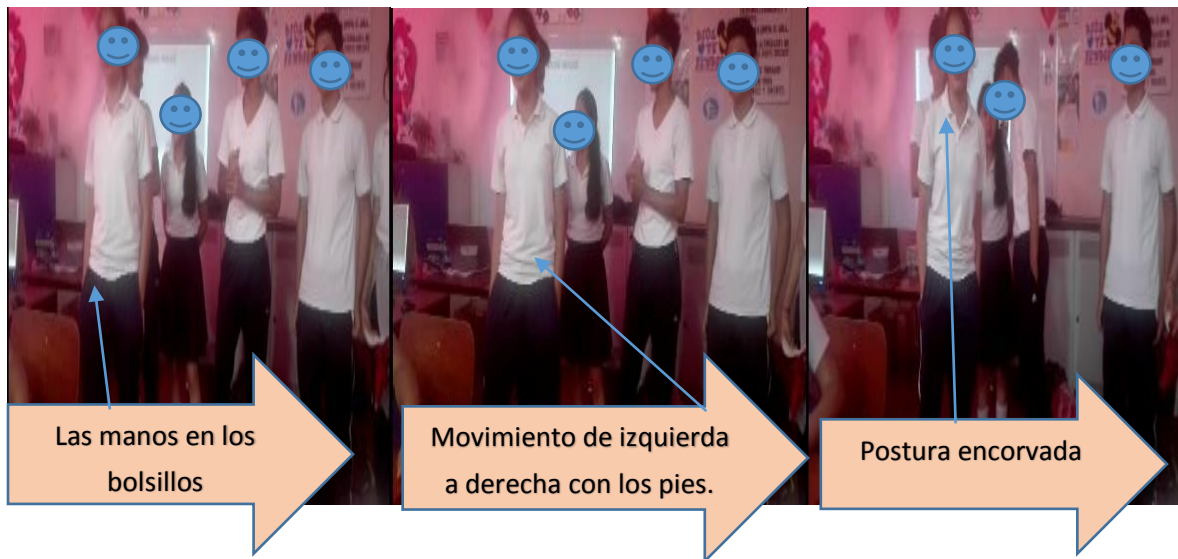 Las manos en los
bolsillos
Movimiento de izquierda
a derecha con los pies.
Postura encorvada